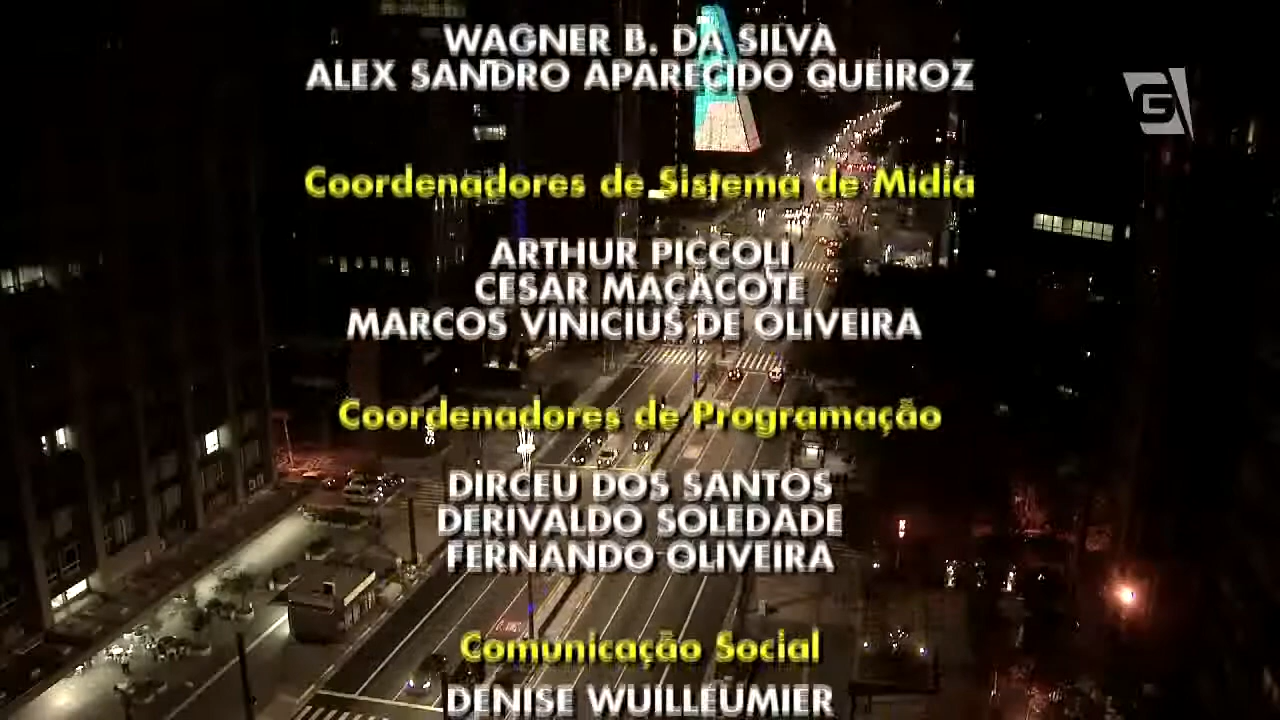 WAGNER B. DA SILVA
ALEX SANDRO APARECIDO QUEIROZ
G
Coordenadores de Sistema de Mídia
ARTHUR PICCOLI
CESAR MAÇACOTE
MARCOS VINICIUS DE OLIVEIRA
Coordenadores de Programação
DIRCEU DOS SANTOS
DERIVALDO SOLEDADE
FERNANDO OLIVEIRA
Comunicação Social
DENISE WUILLEUMIER